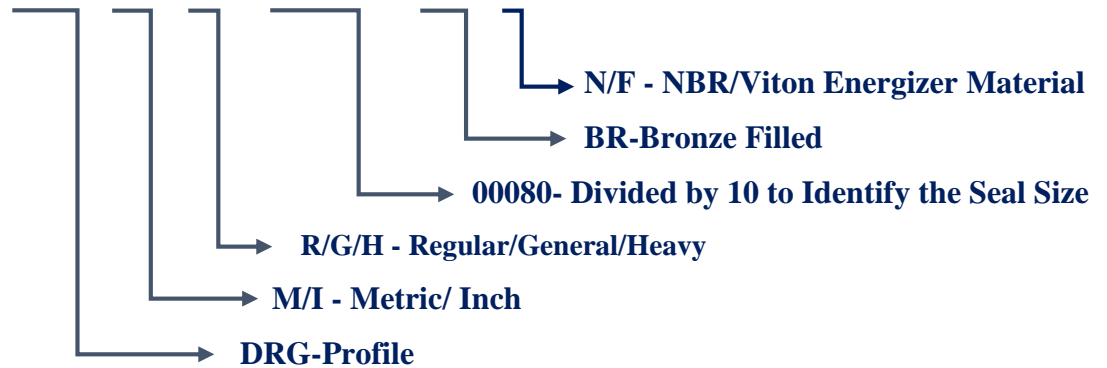 N/F - NBR/Viton Energizer Material
BR-Bronze Filled
00080- Divided by 10 to Identify the Seal Size
R/G/H - Regular/General/Heavy
M/I - Metric/ Inch
DRG-Profile